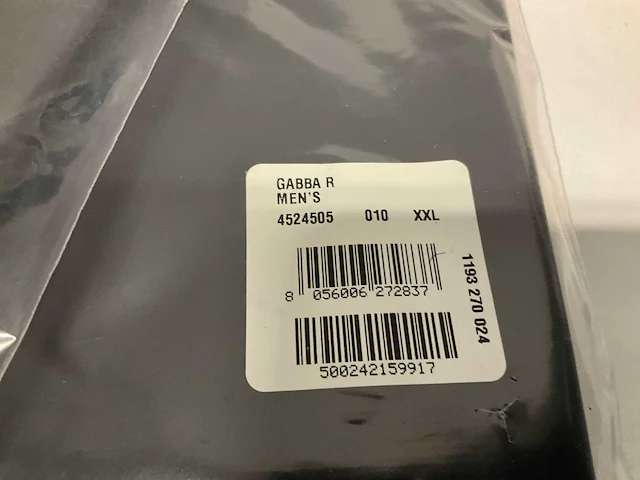 GABBA R
MEN'S
4524505 010 XXL
8 056006 272837
500242159917
1193 270 024